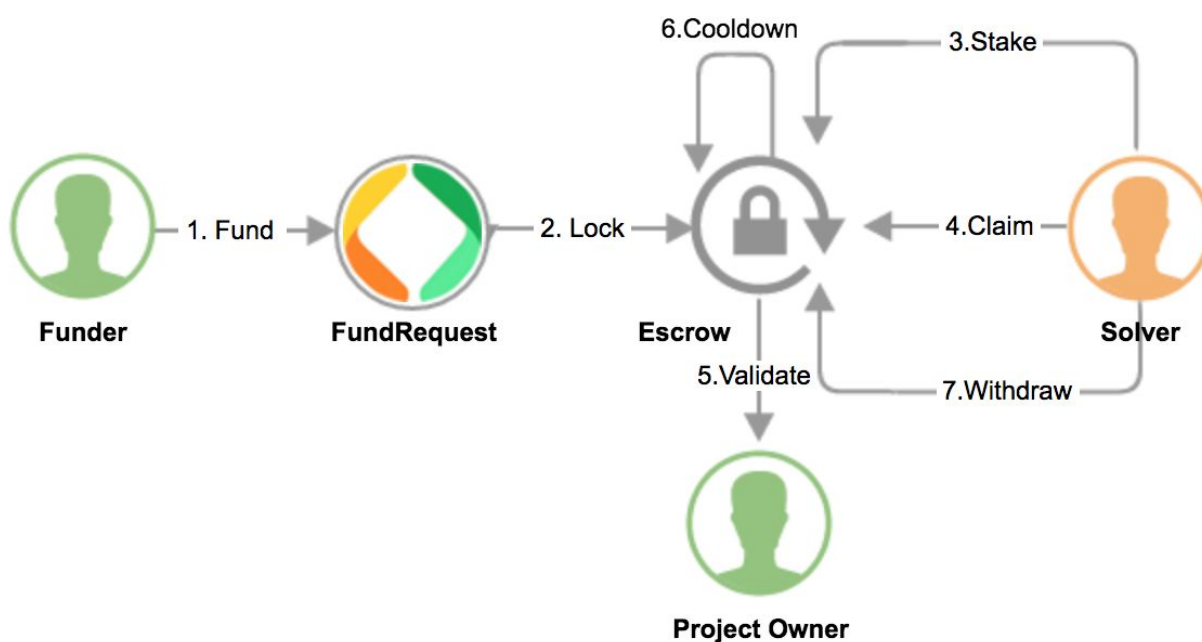 6.Cooldown
3.Stake
1. Fund
2. Lock
4.Claim
Funder
FundRequest
Escrow
Solver
5.Validate
7.Withdraw
Project Owner